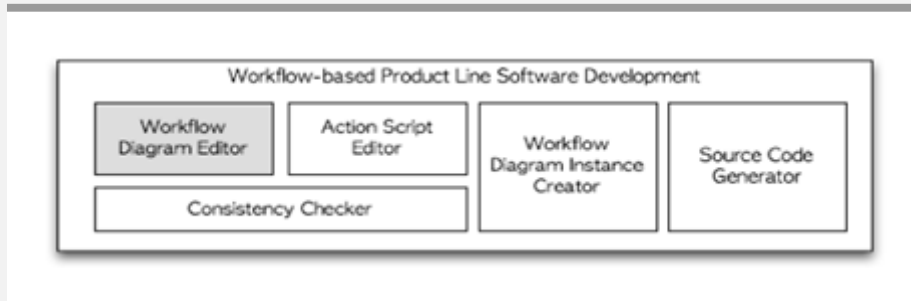 Workflow-based Product Line Software Development
Workflow
Diagram Editor
Action Script
Editor
Workflow
Diagram Instance
Creator
Source Code
Generator
Consistency Checker